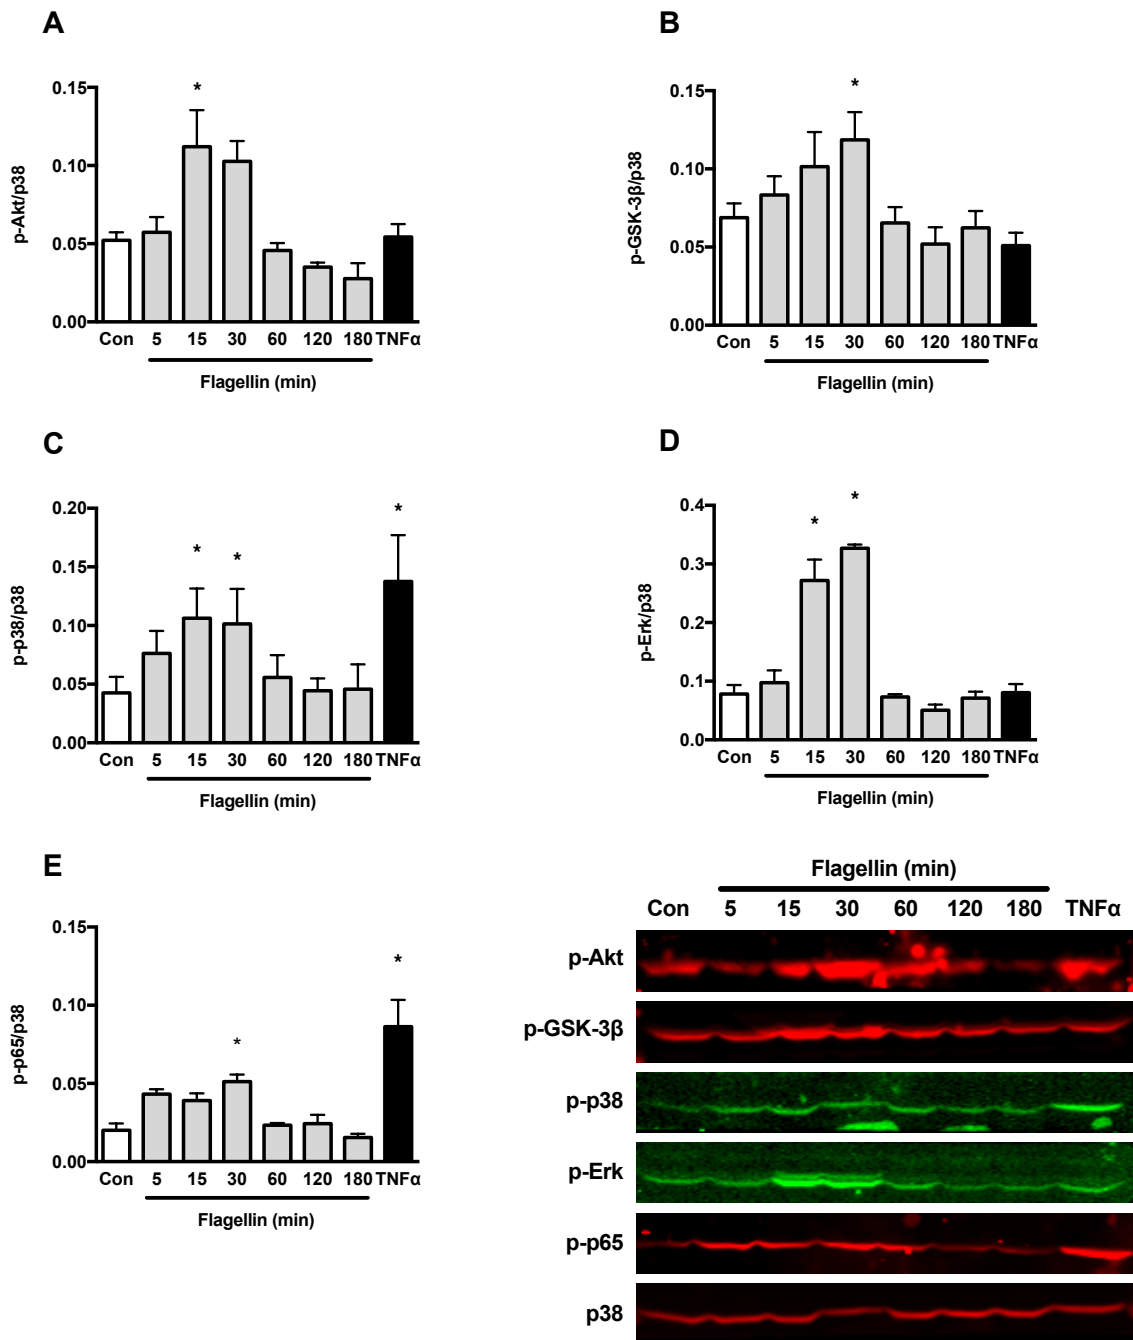 A
p-Akt/p38
0.15
0.10
0.05
0.00
*
Con 5 15 30 60 120 180 TNFα
Flagellin (min)
B
p-GSK-3β/p38
0.15
0.10
0.05
0.00
*
Con 5 15 30 60 120 180 TNFα
Flagellin (min)
C
p-p38/p38
0.20
0.15
0.10
0.05
0.00
* * *
Con 5 15 30 60 120 180 TNFα
Flagellin (min)
D
p-Erk/p38
0.4
0.3
0.2
0.1
0.0
* *
Con 5 15 30 60 120 180 TNFα
Flagellin (min)
E
p-p65/p38
0.15
0.10
0.05
0.00
* *
Con 5 15 30 60 120 180 TNFα
Flagellin (min)
Flagellin (min)
Con 5 15 30 60 120 180 TNFα
p-Akt
p-GSK-3β
p-p38
p-Erk
p-p65
p38